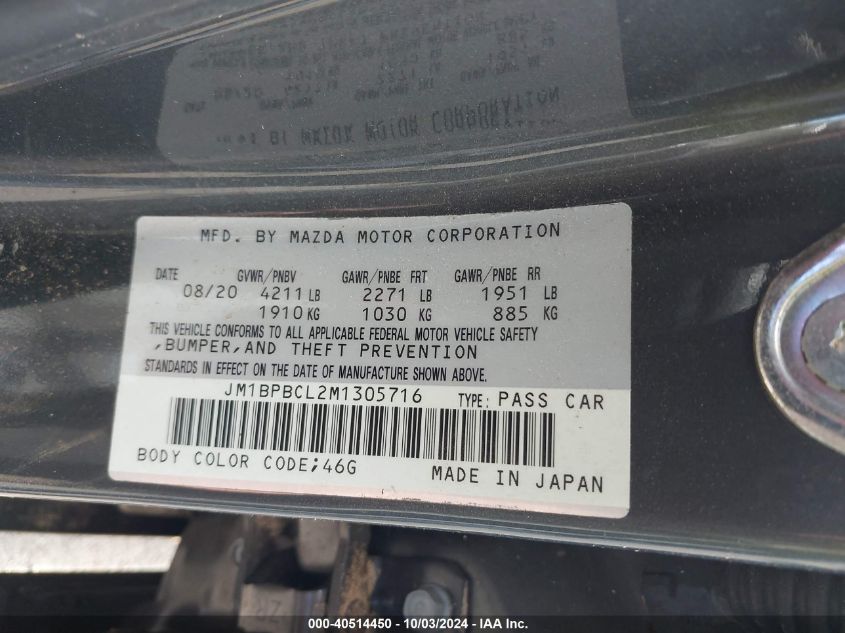 MFD. BY MAZDA MOTOR CORPORATION
DATE GVWR/PNBV GAWR/PNBE FRT GAWR/PNBE RR
08/20 4211 LB 2271 LB 1951 LB
1910 KG 1030 KG 885 KG
THIS VEHICLE CONFORMS TO ALL APPLICABLE FEDERAL MOTOR VEHICLE SAFETY
,BUMPER,AND THEFT PREVENTION
STANDARDS IN EFFECT ON THE DATE OF MANUFACTURE SHOWN ABOVE.
JM1BPBCL2M1305716 TYPE: PASS CAR
BODY COLOR CODE;46G MADE IN JAPAN
000-40514450 - 10/03/2024 - IAA Inc.